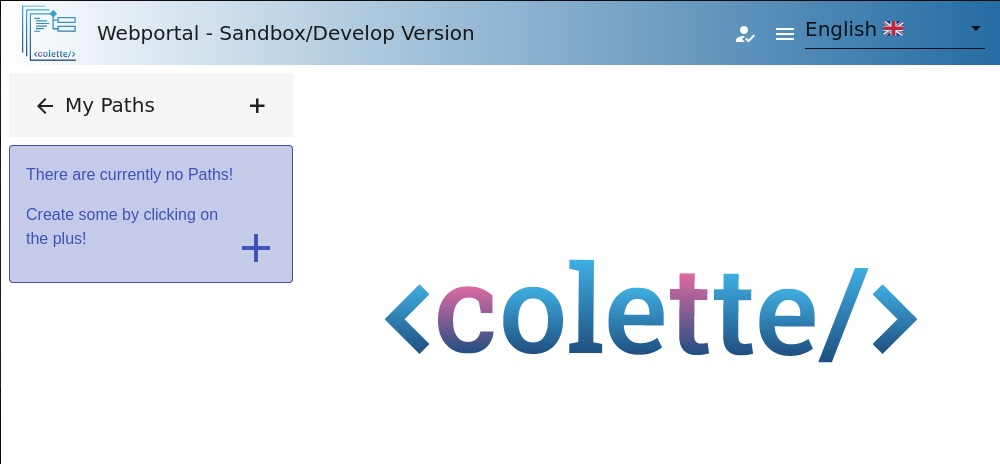 <colette/>
Webportal - Sandbox/Develop Version
English
My Paths
There are currently no Paths!
Create some by clicking on
the plus!
<colette/>